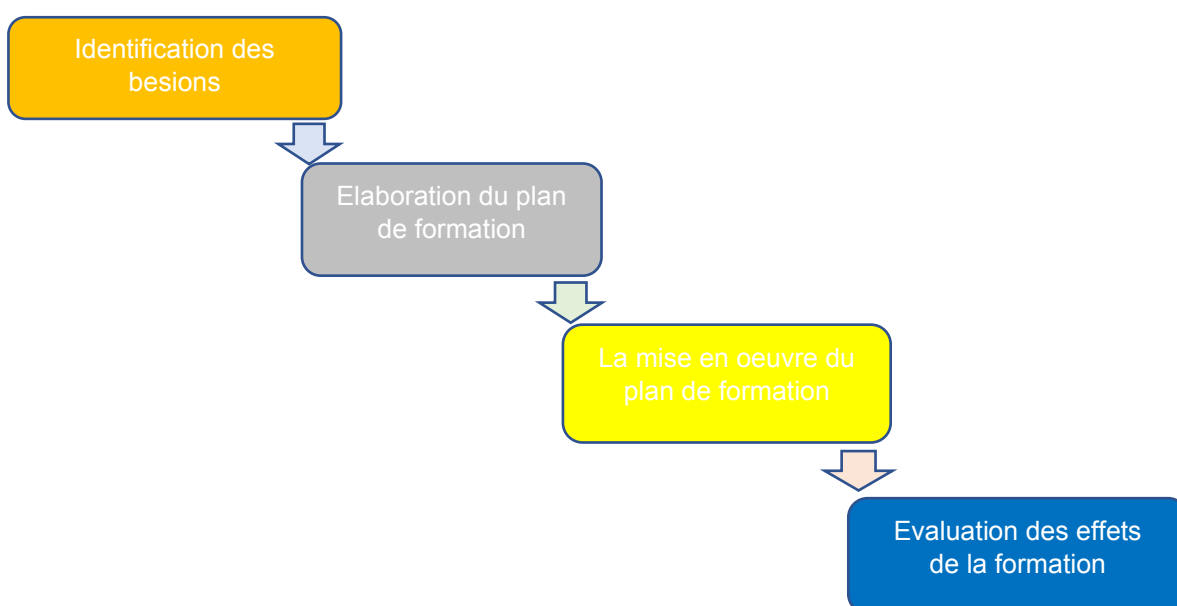 Identification des
besions
Elaboration du plan
de formation
La mise en oeuvre du
plan de formation
Evaluation des effets
de la formation